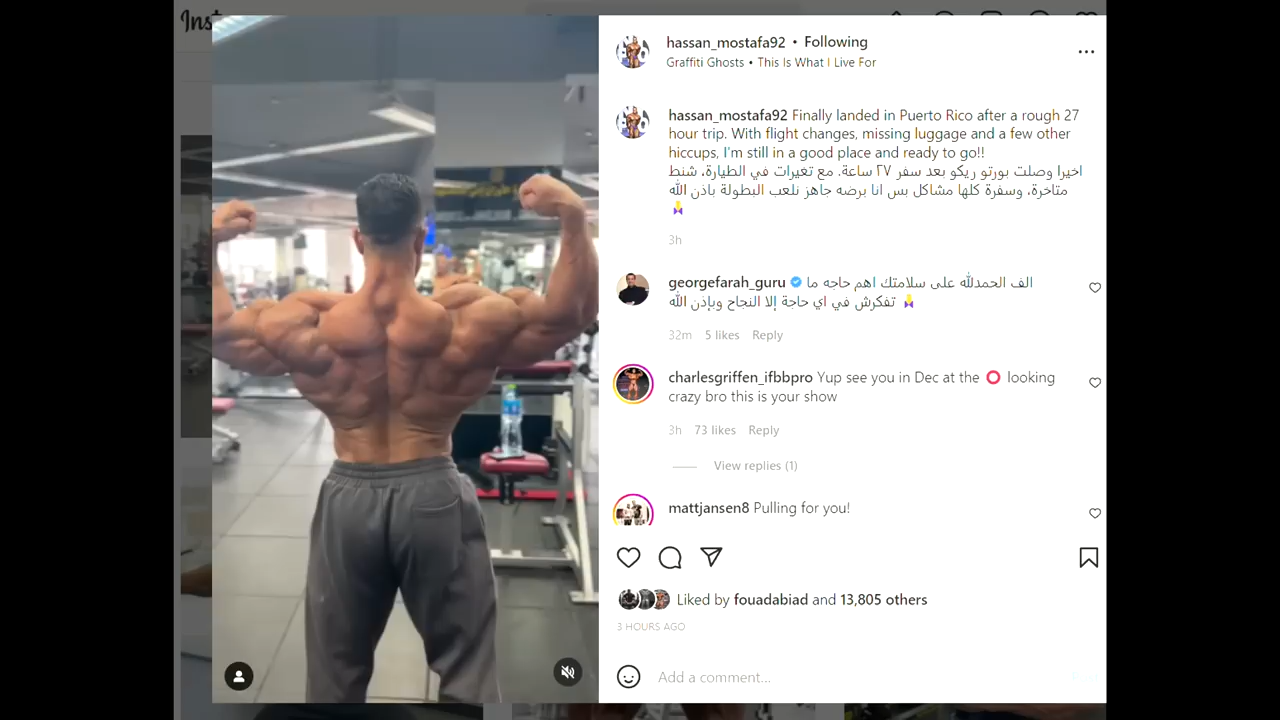 Inst
hassan_mostafa92 • Following
Graffiti Ghosts • This Is What I Live For
hassan_mostafa92 Finally landed in Puerto Rico after a rough 27
hour trip. With flight changes, missing luggage and a few other
hiccups, I'm still in a good place and ready to go!!
اخيرا وصلت بورتو ريكو بعد سفر ٢٧ ساعة. مع تغيرات في الطيارة، شنط
متاخرة، وسفرة كلها مشاكل بس انا برضه جاهز نلعب البطولة باذن الله
3h
georgefarah_guru الف الحمدلله على سلامتك اهم حاجه ما
تفكرش في اي حاجة إلا النجاح وبإذن الله
32m 5 likes Reply
charlesgriffen_ifbbpro Yup see you in Dec at the ⭕ looking
crazy bro this is your show
3h 73 likes Reply
View replies (1)
mattjansen8 Pulling for you!
Liked by fouadabiad and 13,805 others
3 HOURS AGO
Add a comment...